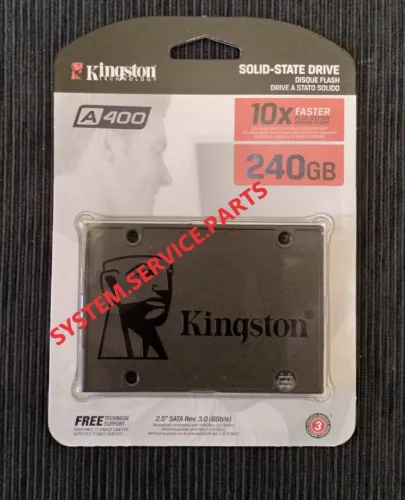 Kingston
TECHNOLOGY
SOLID-STATE DRIVE
DISQUE FLASH
DRIVE A STATO SOLIDO
A400
10x FASTER
240GB
SYSTEM.SERVICE.PARTS
Kingston®
FREE TECHNICAL SUPPORT
2.5" SATA Rev. 3.0 (6Gb/s)
3